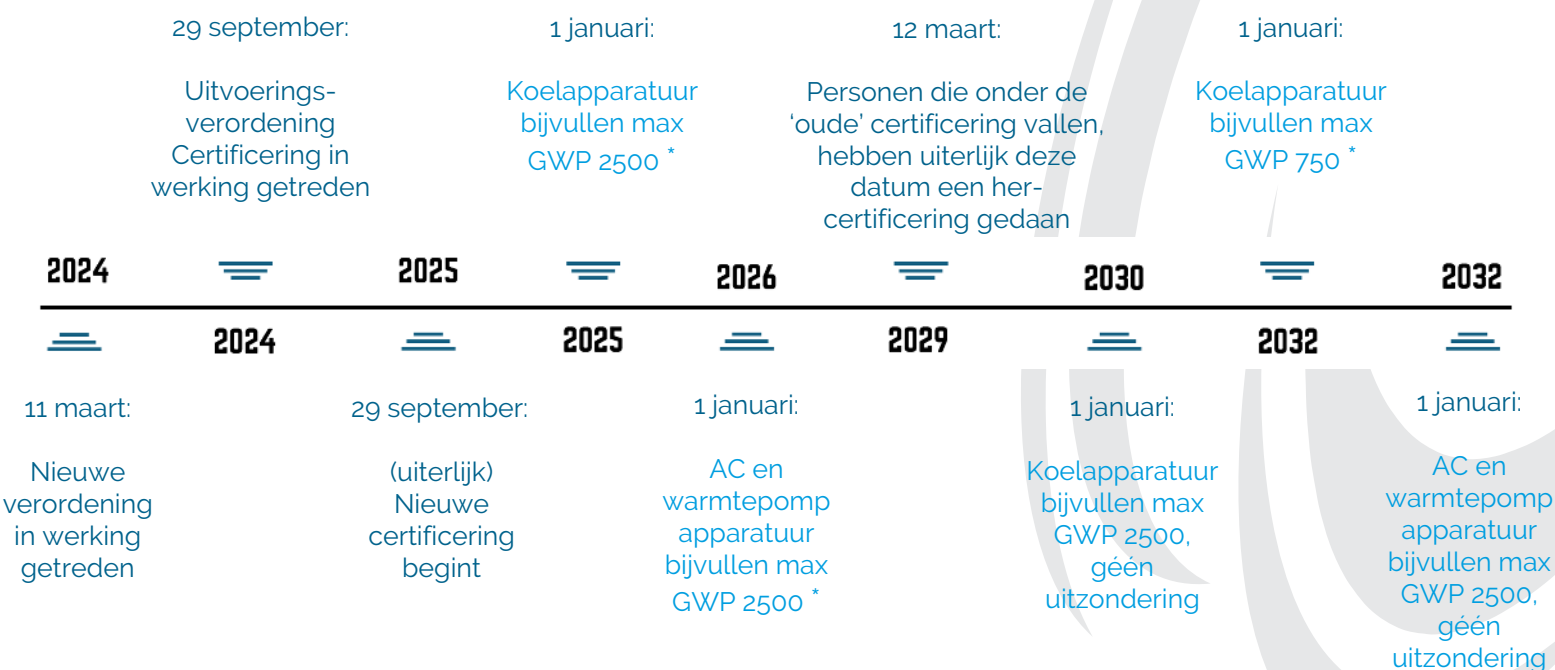 29 september:
Uitvoerings-
verordening
Certificering in
werking getreden
1 januari:
Koelapparatuur
bijvullen max
GWP 2500 *
12 maart:
Personen die onder de
‘oude’ certificering vallen,
hebben uiterlijk deze
datum een her-
certificering gedaan
1 januari:
Koelapparatuur
bijvullen max
GWP 750 *
2024
2025
2026
2030
2032
2024
2025
2029
2032
11 maart:
Nieuwe
verordening
in werking
getreden
29 september:
(uiterlijk)
Nieuwe
certificering
begint
1 januari:
AC en
warmtepomp
apparatuur
bijvullen max
GWP 2500 *
1 januari:
Koelapparatuur
bijvullen max
GWP 2500,
géén
uitzondering
1 januari:
AC en
warmtepomp
apparatuur
bijvullen max
GWP 2500,
géén
uitzondering